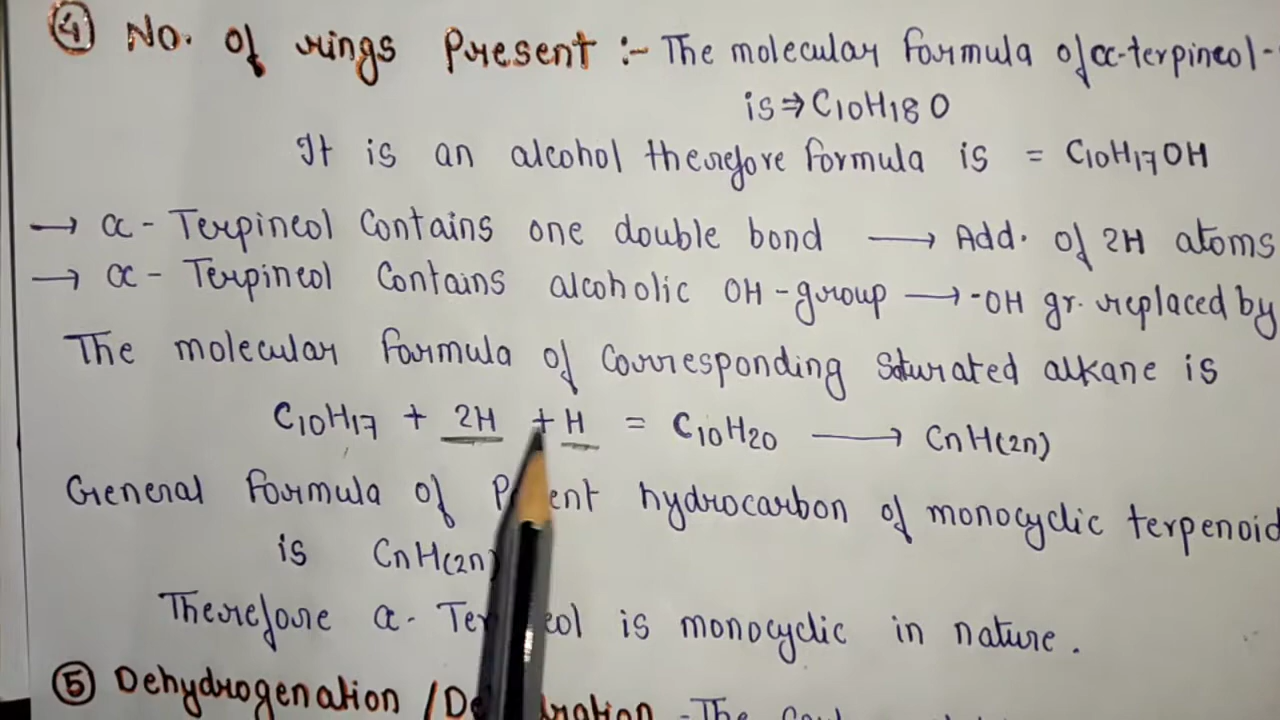 ④ No. of rings Present :- The molecular formula of α-terpineol-
is ⇒ C10H18O
It is an alcohol therefore formula is = C10H17OH
→ α - Terpineol Contains one double bond → Add. of 2H atoms
→ α - Terpineol Contains alcoholic OH-group → -OH gr. replaced by
The molecular formula of Corresponding Saturated alkane is
C10H17 + 2H + H = C10H20 → CnH(2n)
General formula of hydrocarbon of monocyclic terpenoid
is CnH(2n)
Therefore α- is monocyclic in nature.
⑤ Dehydrogenation / -The